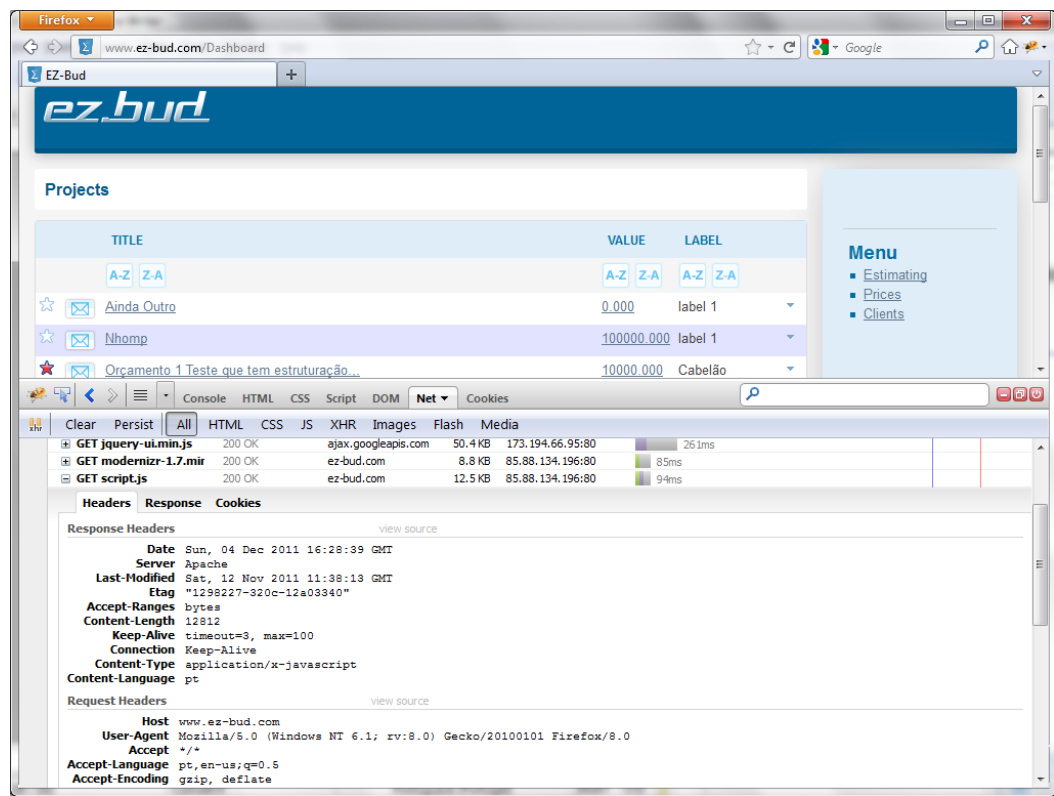 Firefox
www.ez-bud.com/Dashboard
Google
EZ-Bud
ez.bud
Projects
TITLE VALUE LABEL
A-Z Z-A A-Z Z-A A-Z Z-A
Ainda Outro 0.000 label 1
Nhomp 100000.000 label 1
Orçamento 1 Teste que tem estruturação... 10000.000 Cabelão
Menu
Estimating
Prices
Clients
Console HTML CSS Script DOM Net Cookies
xhr Clear Persist All HTML CSS JS XHR Images Flash Media
GET jquery-ui.min.js 200 OK ajax.googleapis.com 50.4 KB 173.194.66.95:80 261ms
GET modernizr-1.7.mir 200 OK ez-bud.com 8.8 KB 85.88.134.196:80 85ms
GET script.js 200 OK ez-bud.com 12.5 KB 85.88.134.196:80 94ms
Headers Response Cookies
Response Headers view source
Date Sun, 04 Dec 2011 16:28:39 GMT
Server Apache
Last-Modified Sat, 12 Nov 2011 11:38:13 GMT
Etag "1298227-320c-12a03340"
Accept-Ranges bytes
Content-Length 12812
Keep-Alive timeout=3, max=100
Connection Keep-Alive
Content-Type application/x-javascript
Content-Language pt
Request Headers view source
Host www.ez-bud.com
User-Agent Mozilla/5.0 (Windows NT 6.1; rv:8.0) Gecko/20100101 Firefox/8.0
Accept */*
Accept-Language pt,en-us;q=0.5
Accept-Encoding gzip, deflate